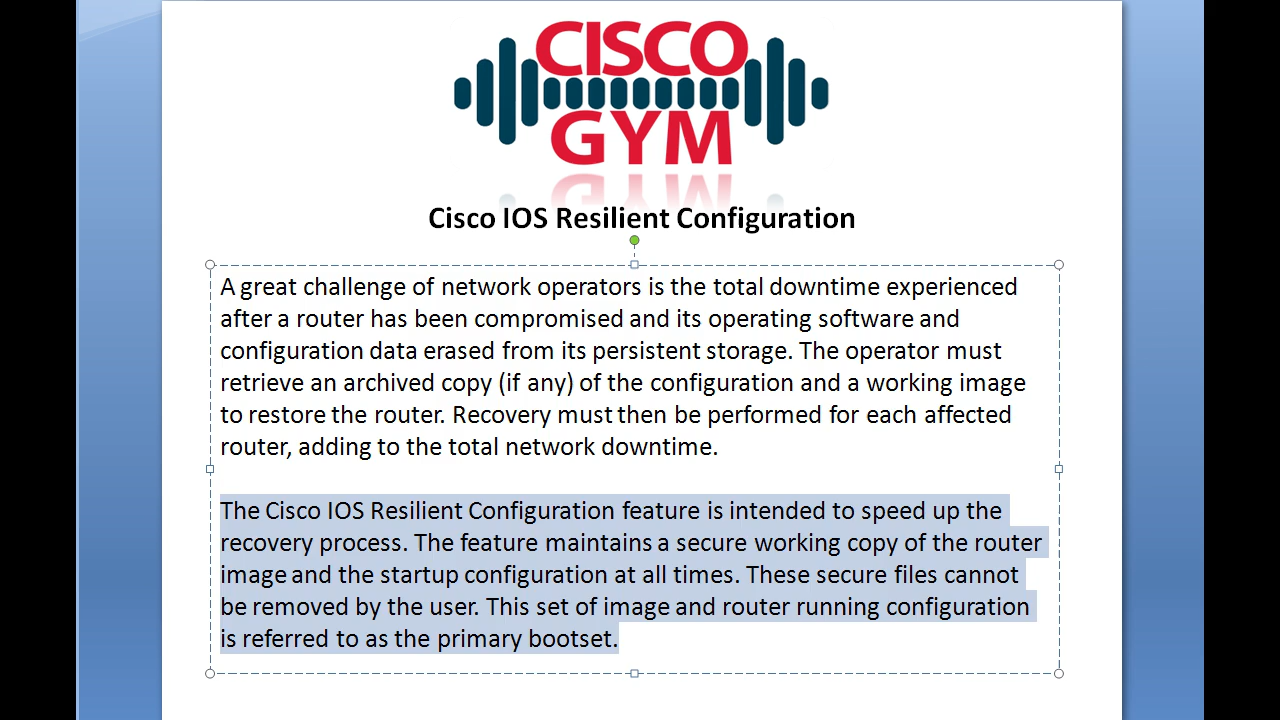 CISCO
GYM
Cisco IOS Resilient Configuration
A great challenge of network operators is the total downtime experienced
after a router has been compromised and its operating software and
configuration data erased from its persistent storage. The operator must
retrieve an archived copy (if any) of the configuration and a working image
to restore the router. Recovery must then be performed for each affected
router, adding to the total network downtime.
The Cisco IOS Resilient Configuration feature is intended to speed up the
recovery process. The feature maintains a secure working copy of the router
image and the startup configuration at all times. These secure files cannot
be removed by the user. This set of image and router running configuration
is referred to as the primary bootset.